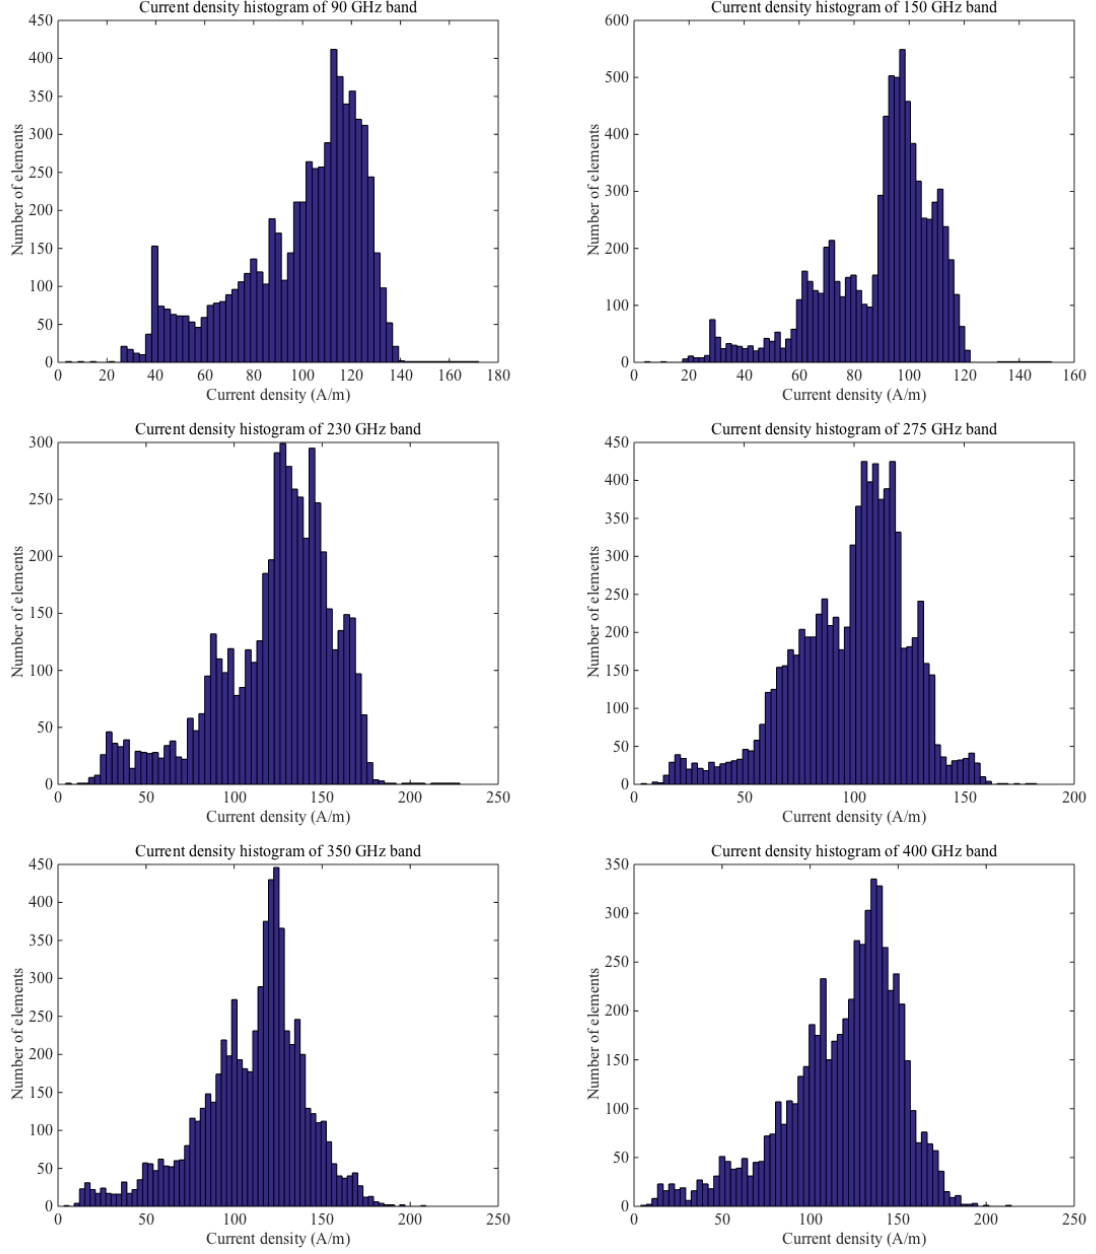 Current density histogram of 90 GHz band
450
400
350
300
250
200
150
100
50
0
Number of elements
0 20 40 60 80 100 120 140 160 180
Current density (A/m)
Current density histogram of 150 GHz band
600
500
400
300
200
100
0
Number of elements
0 20 40 60 80 100 120 140 160
Current density (A/m)
Current density histogram of 230 GHz band
300
250
200
150
100
50
0
Number of elements
0 50 100 150 200 250
Current density (A/m)
Current density histogram of 275 GHz band
450
400
350
300
250
200
150
100
50
0
Number of elements
0 50 100 150 200
Current density (A/m)
Current density histogram of 350 GHz band
450
400
350
300
250
200
150
100
50
0
Number of elements
0 50 100 150 200 250
Current density (A/m)
Current density histogram of 400 GHz band
350
300
250
200
150
100
50
0
Number of elements
0 50 100 150 200 250
Current density (A/m)